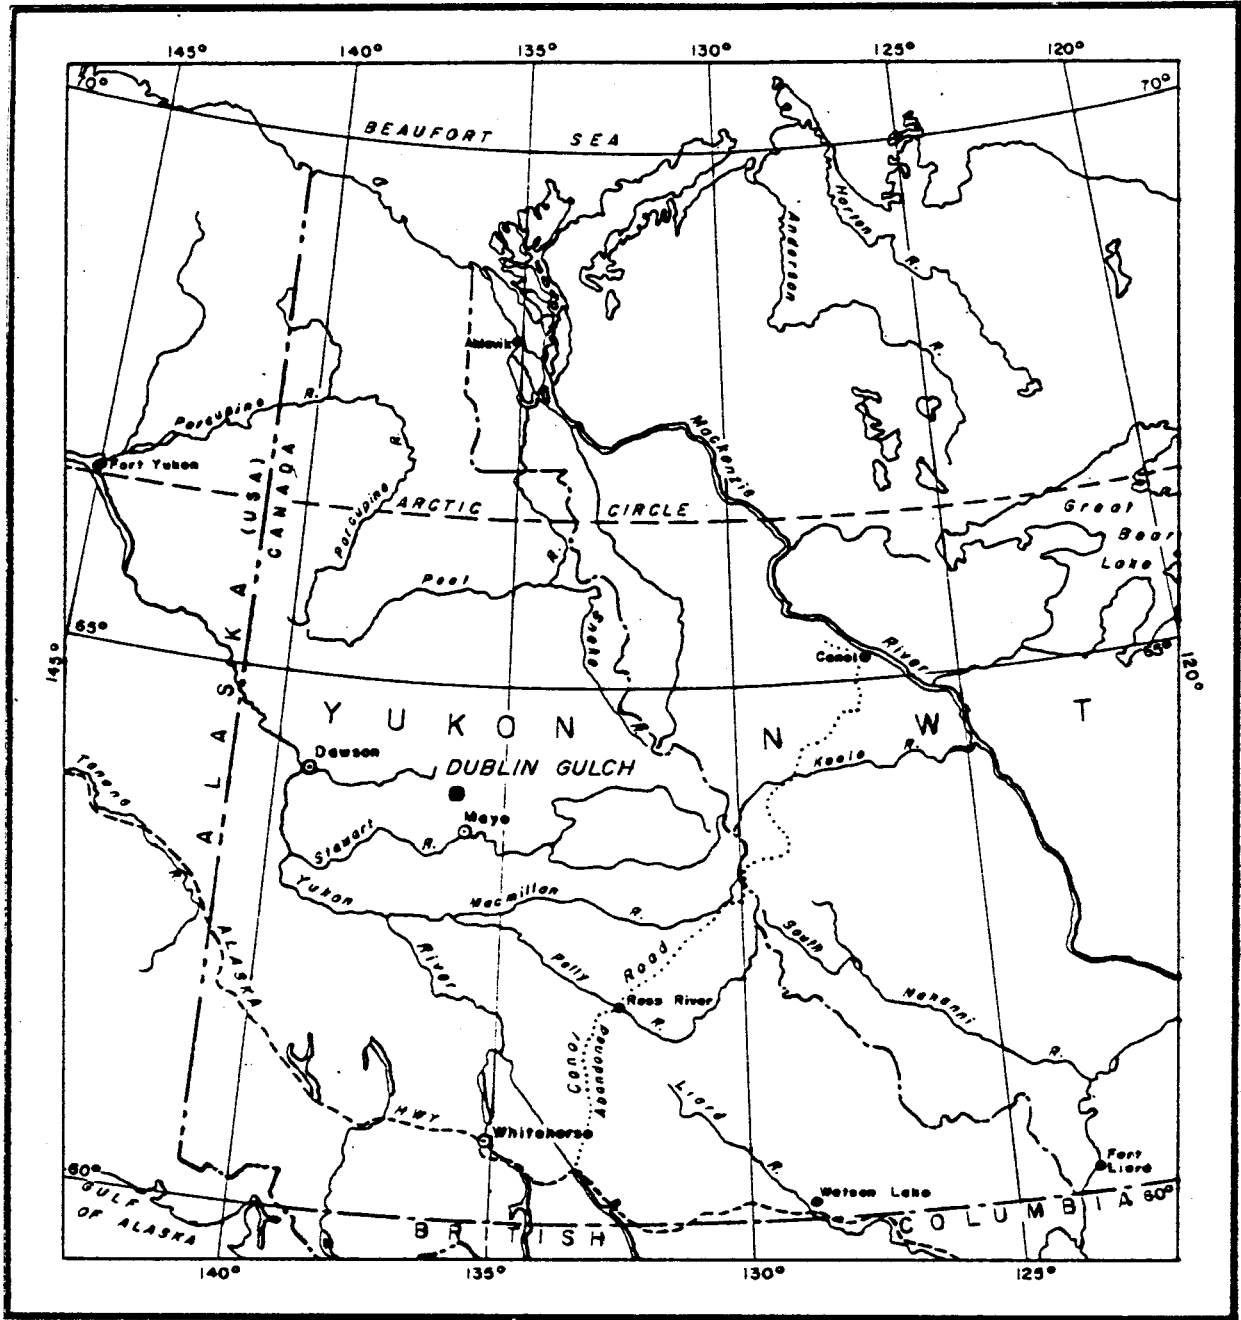 145° 140° 135° 130° 125° 120°
70° 70°
BEAUFORT SEA
Horton R.
Anderson R.
Aklavik
Porcupine R.
Mackenzie
Fort Yukon
(USA)
CANADA
Porcupine R.
ARCTIC CIRCLE
Great
Bear
Lake
Peel R.
Snake R.
65° 65°
145° 120°
Canol
River
ALASKA
YUKON
N W T
Keele R.
Dawson
DUBLIN GULCH
Tanana R.
Mayo
Stewart R.
Yukon
Macmillan R.
River
ALASKA
Pelly R.
Road
South
Nahanni R.
Ross River
Canol
Abandoned
Liard R.
HWY
Whitehorse
Fort
Liard
Watson Lake
60° 60°
GULF
OF ALASKA
BRITISH COLUMBIA
140° 135° 130° 125°